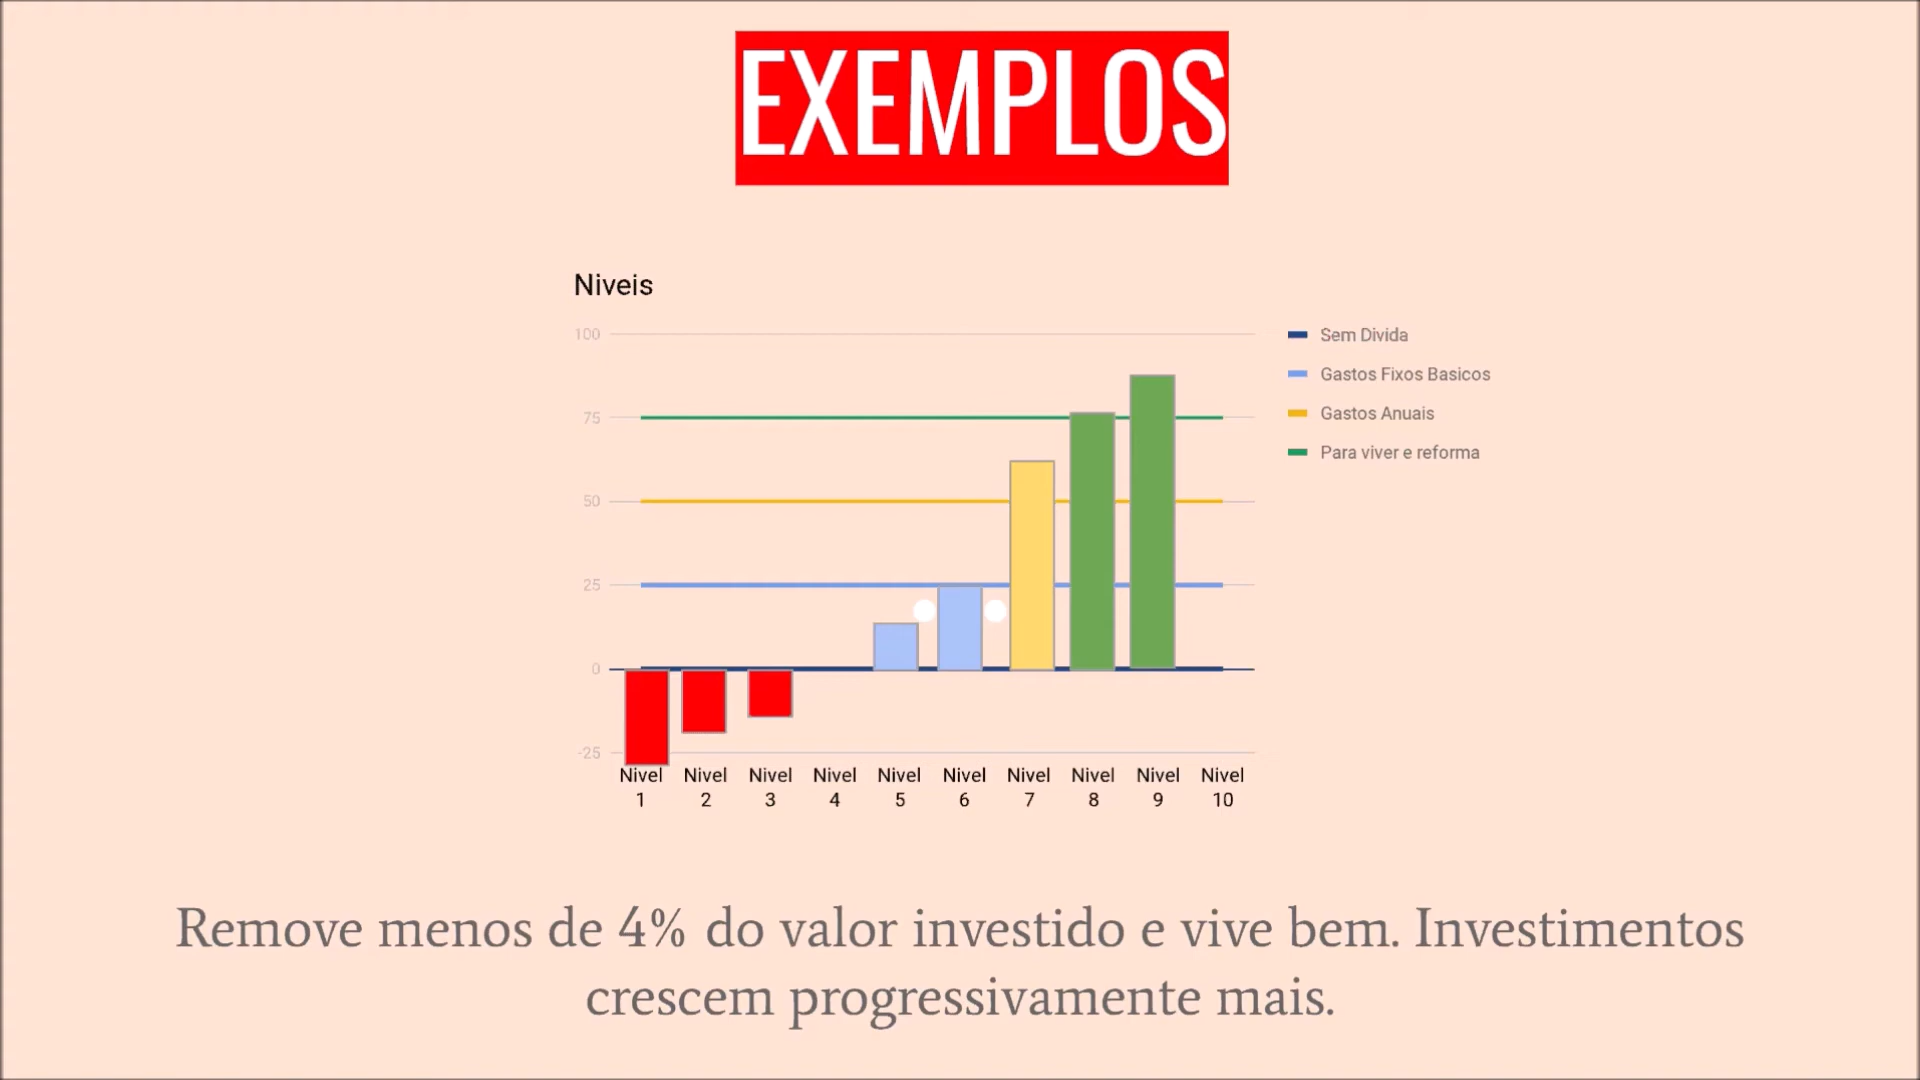 EXEMPLOS
Niveis
100
75
50
25
0
-25
Sem Divida
Gastos Fixos Basicos
Gastos Anuais
Para viver e reforma
Nivel 1
Nivel 2
Nivel 3
Nivel 4
Nivel 5
Nivel 6
Nivel 7
Nivel 8
Nivel 9
Nivel 10
Remove menos de 4% do valor investido e vive bem. Investimentos
crescem progressivamente mais.